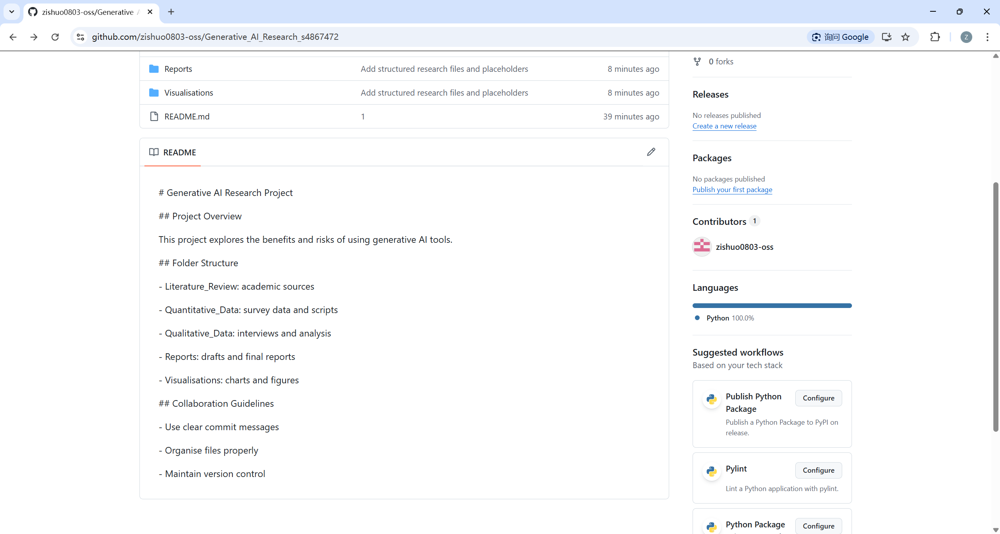 zishuo0803-oss/Generative
github.com/zishuo0803-oss/Generative_AI_Research_s4867472
询问 Google
Z
Reports
Add structured research files and placeholders
8 minutes ago
Visualisations
Add structured research files and placeholders
8 minutes ago
README.md
1
39 minutes ago
README
# Generative AI Research Project
## Project Overview
This project explores the benefits and risks of using generative AI tools.
## Folder Structure
- Literature_Review: academic sources
- Quantitative_Data: survey data and scripts
- Qualitative_Data: interviews and analysis
- Reports: drafts and final reports
- Visualisations: charts and figures
## Collaboration Guidelines
- Use clear commit messages
- Organise files properly
- Maintain version control
0 forks
Releases
No releases published
Create a new release
Packages
No packages published
Publish your first package
Contributors 1
zishuo0803-oss
Languages
Python 100.0%
Suggested workflows
Based on your tech stack
Publish Python
Package
Configure
Publish a Python Package to PyPI on
release.
Pylint
Configure
Lint a Python application with pylint.
Python Package
Configure